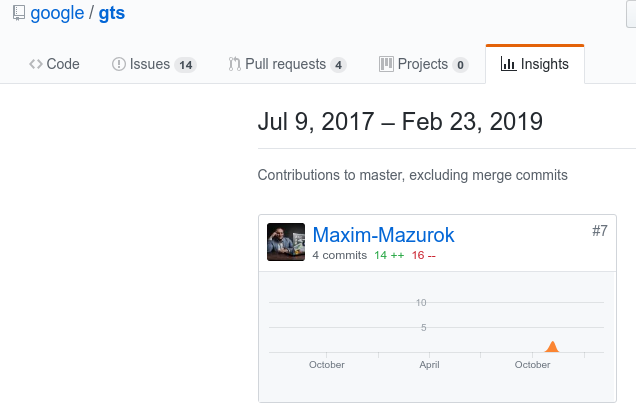 google / gts
Code Issues 14 Pull requests 4 Projects 0 Insights
Jul 9, 2017 – Feb 23, 2019
Contributions to master, excluding merge commits
Maxim-Mazurok #7
4 commits 14 ++ 16 --
10
5
October April October